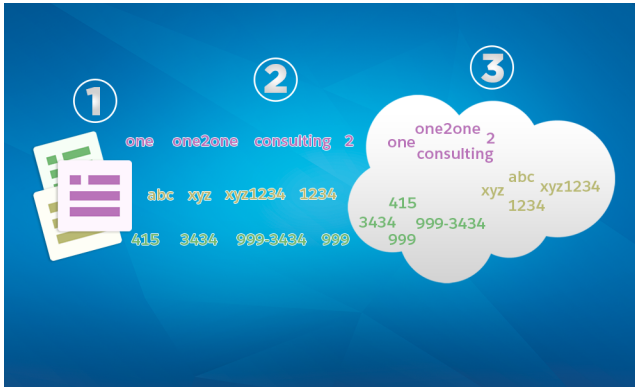 1
2
3
one one2one consulting 2
abc xyz xyz1234 1234
415 3434 999-3434 999
one2one
one 2
consulting
abc
xyz xyz1234
1234
415
3434 999-3434
999